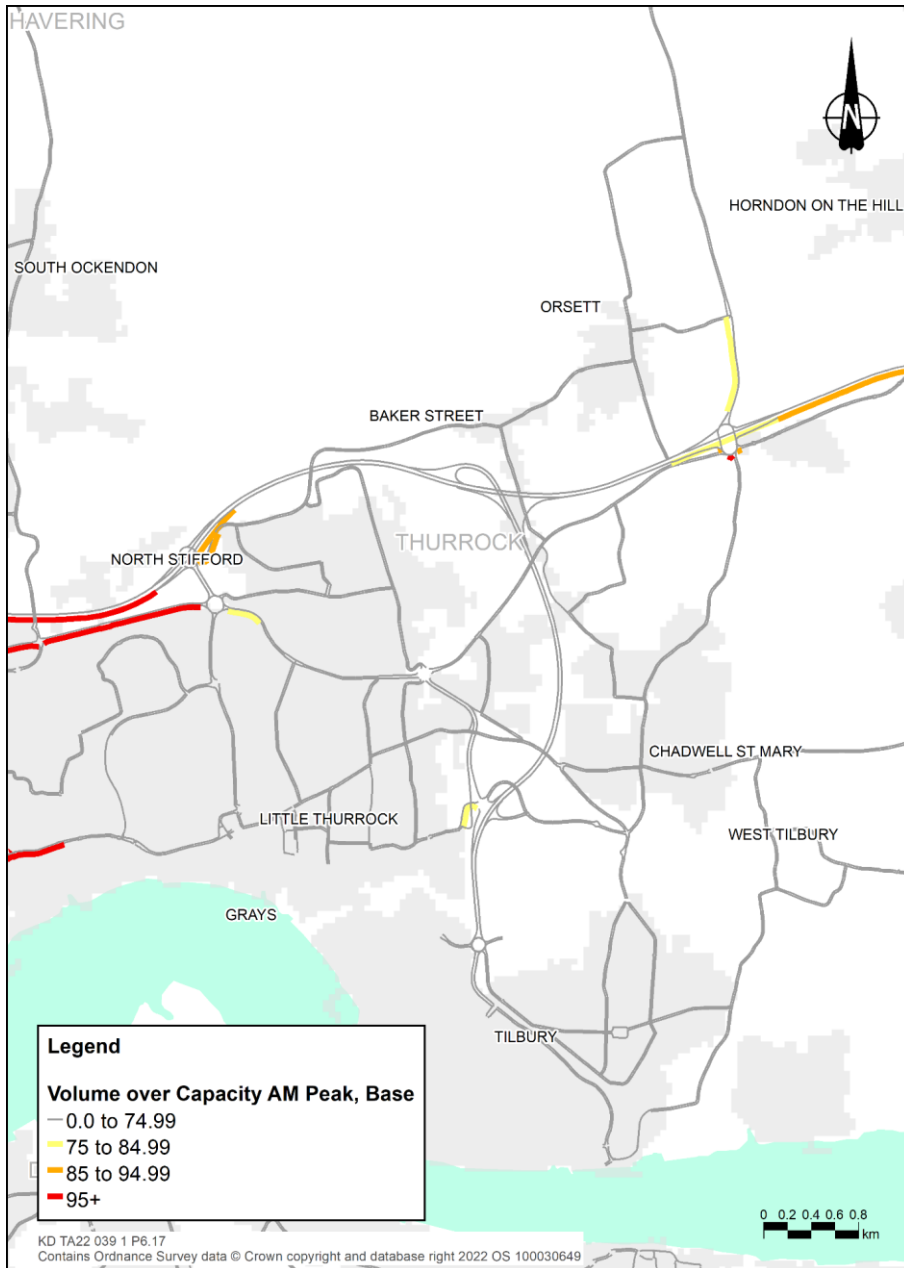 HAVERING
N
HORNDON ON THE HILL
SOUTH OCKENDON
ORSETT
BAKER STREET
THURROCK
NORTH STIFFORD
CHADWELL ST MARY
LITTLE THURROCK
WEST TILBURY
GRAYS
TILBURY
Legend
Volume over Capacity AM Peak, Base
0.0 to 74.99
75 to 84.99
85 to 94.99
95+
0 0.2 0.4 0.6 0.8
km
KD TA22 039 1 P6.17
Contains Ordnance Survey data © Crown copyright and database right 2022 OS 100030649